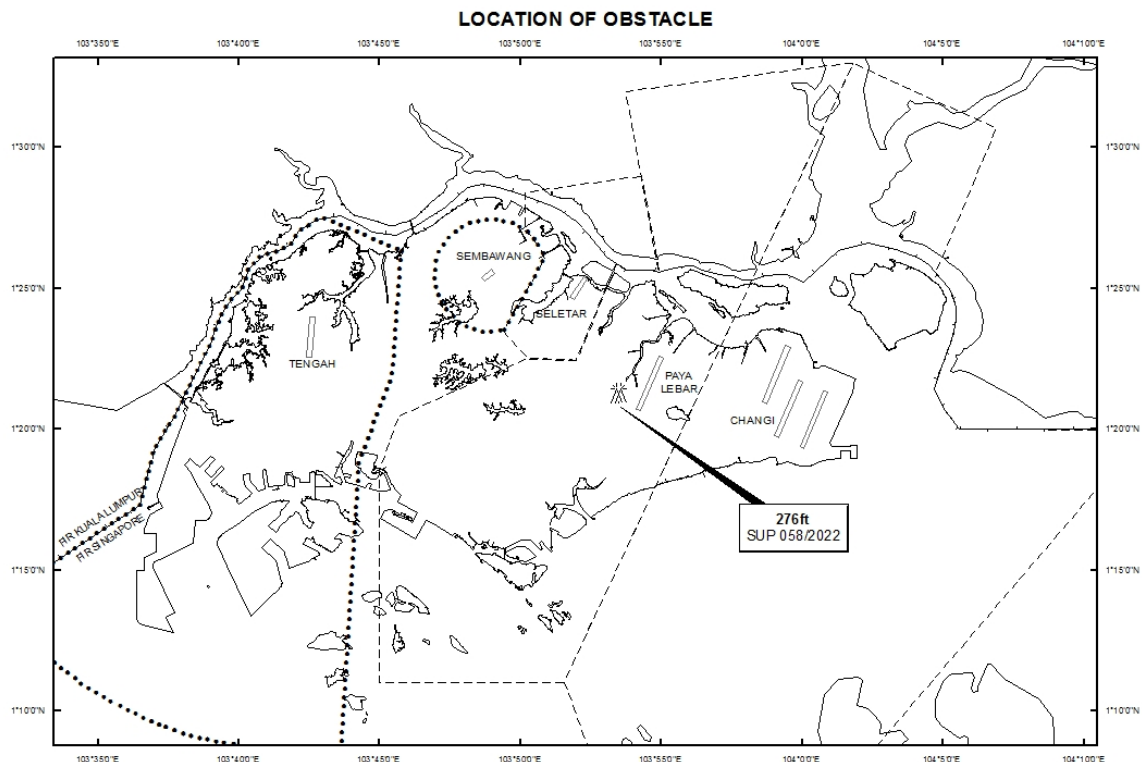 LOCATION OF OBSTACLE
103°35'0"E
103°40'0"E
103°45'0"E
103°50'0"E
103°55'0"E
104°0'0"E
104°5'0"E
104°10'0"E
1°30'0"N
1°30'0"N
SEMBAWANG
1°25'0"N
1°25'0"N
SELETAR
TENGAH
PAYA
LEBAR
CHANGI
1°20'0"N
1°20'0"N
FIR KUALA LUMPUR
FIR SINGAPORE
276ft
SUP 058/2022
1°15'0"N
1°15'0"N
1°10'0"N
1°10'0"N
103°35'0"E
103°40'0"E
103°45'0"E
103°50'0"E
103°55'0"E
104°0'0"E
104°5'0"E
104°10'0"E